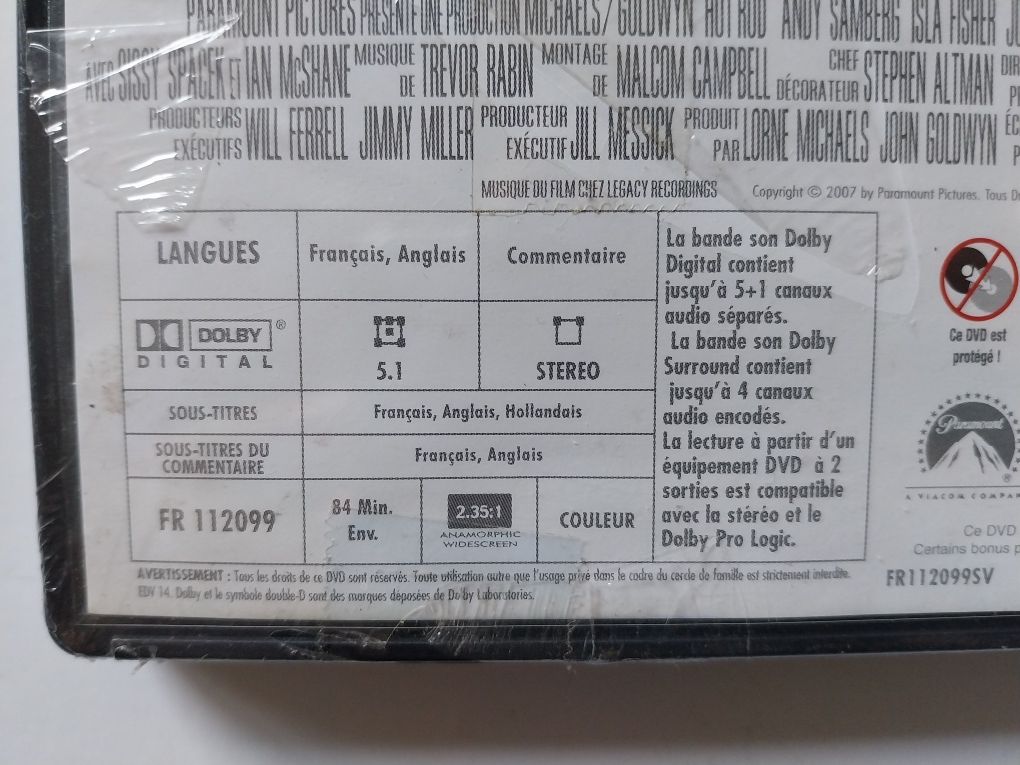 PARAMOUNT PICTURES PRÉSENTE UNE PRODUCTION MICHAELS/GOLDWYN HOT ROD ANDY SAMBERG ISLA FISHER
AVEC SISSY SPACEK ET IAN McSHANE MUSIQUE DE TREVOR RABIN MONTAGE DE MALCOM CAMPBELL CHEF DÉCORATEUR STEPHEN ALTMAN
PRODUCTEURS EXÉCUTIFS WILL FERRELL JIMMY MILLER PRODUCTEUR EXÉCUTIF JILL MESSICK PRODUIT PAR LORNE MICHAELS JOHN GOLDWYN
MUSIQUE DU FILM CHEZ LEGACY RECORDINGS Copyright © 2007 by Paramount Pictures. Tous
LANGUES
Français, Anglais
Commentaire
DOLBY®
DIGITAL
5.1
STEREO
SOUS-TITRES
Français, Anglais, Hollandais
SOUS-TITRES DU
COMMENTAIRE
Français, Anglais
FR 112099
84 Min.
Env.
2.35:1
ANAMORPHIC
WIDESCREEN
COULEUR
La bande son Dolby
Digital contient
jusqu'à 5+1 canaux
audio séparés.
La bande son Dolby
Surround contient
jusqu'à 4 canaux
audio encodés.
La lecture à partir d'un
équipement DVD à 2
sorties est compatible
avec la stéréo et le
Dolby Pro Logic.
Ce DVD est
protégé !
Paramount
®
A VIACOM
Ce DVD
Certains bonus
AVERTISSEMENT : Tous les droits de ce DVD sont réservés. Toute utilisation autre que l'usage privé dans le cadre du cercle de famille est strictement interdite.
EDV 14. Dolby et le symbole double-D sont des marques déposées de Dolby Laboratories.
FR112099SV